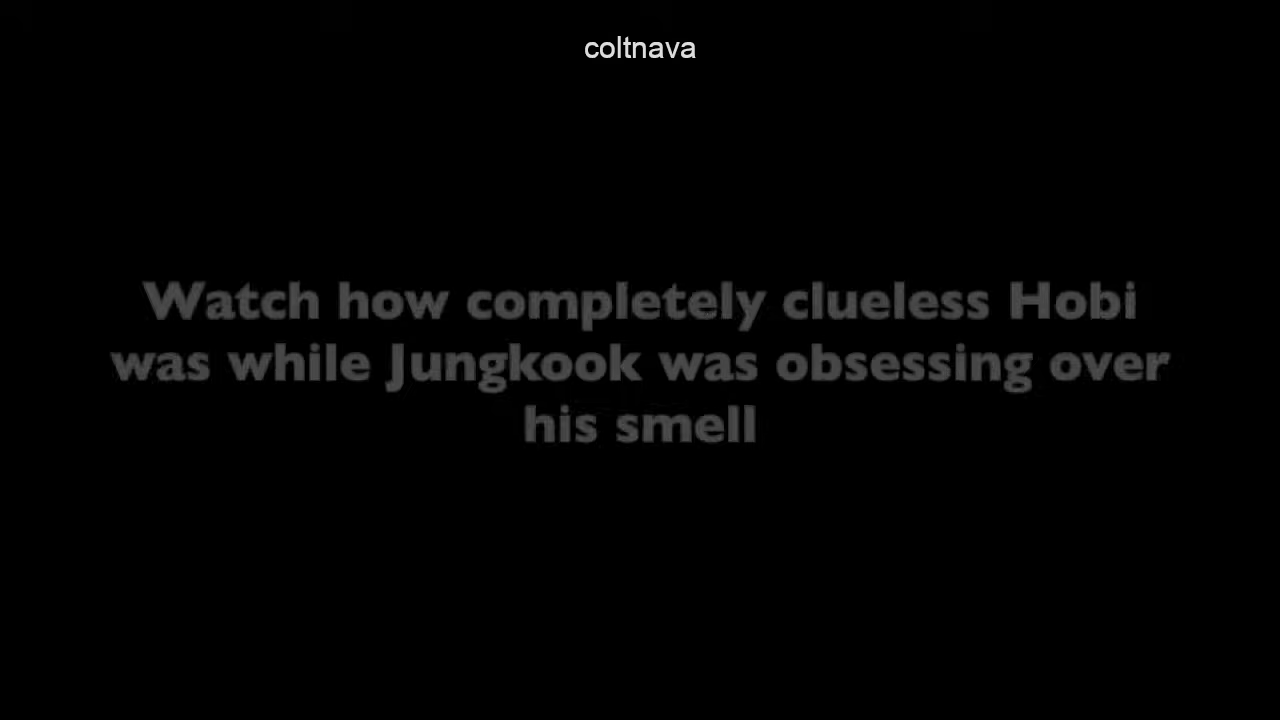 coltnava
Watch how completely clueless Hobi
was while Jungkook was obsessing over
his smell